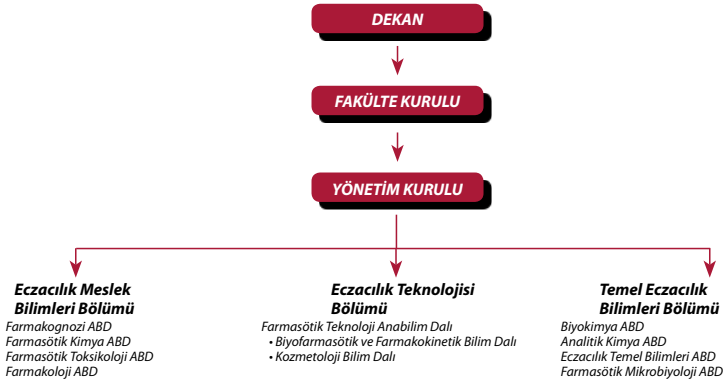 DEKAN
FAKÜLTE KURULU
YÖNETİM KURULU
Eczacılık Meslek
Bilimleri Bölümü
Farmakognozi ABD
Farmasötik Kimya ABD
Farmasötik Toksikoloji ABD
Farmakoloji ABD
Eczacılık Teknolojisi
Bölümü
Farmasötik Teknoloji Anabilim Dalı
• Biyofarmasötik ve Farmakokinetik Bilim Dalı
• Kozmetoloji Bilim Dalı
Temel Eczacılık
Bilimleri Bölümü
Biyokimya ABD
Analitik Kimya ABD
Eczacılık Temel Bilimleri ABD
Farmasötik Mikrobiyoloji ABD